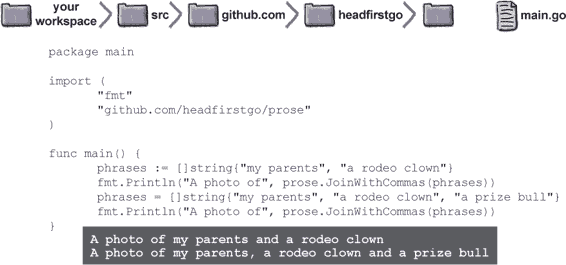 your workspace src github.com headfirstgo main.go
package main
import (
"fmt"
"github.com/headfirstgo/prose"
)
func main() {
phrases := []string{"my parents", "a rodeo clown"}
fmt.Println("A photo of", prose.JoinWithCommas(phrases))
phrases = []string{"my parents", "a rodeo clown", "a prize bull"}
fmt.Println("A photo of", prose.JoinWithCommas(phrases))
}
A photo of my parents and a rodeo clown
A photo of my parents, a rodeo clown and a prize bull